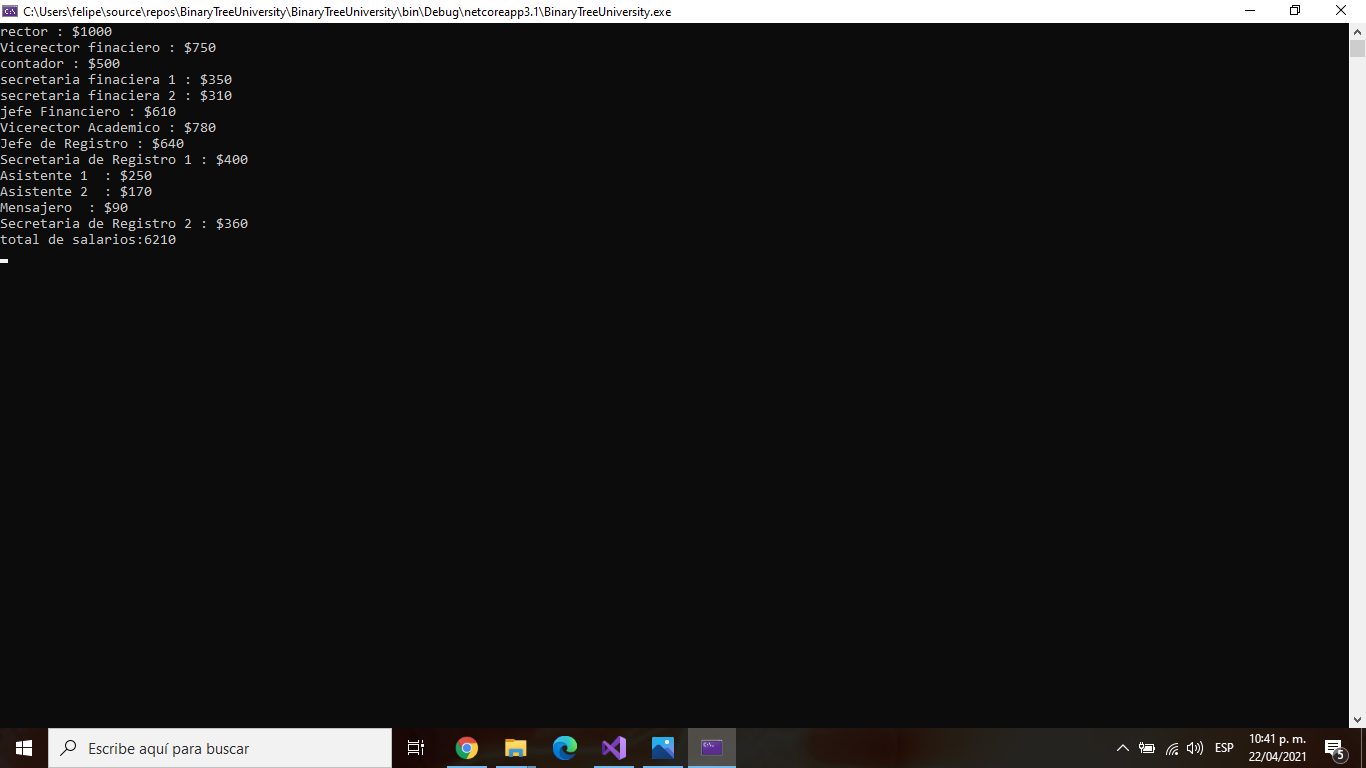 C:\Users\felipe\source\repos\BinaryTreeUniversity\BinaryTreeUniversity\bin\Debug\netcoreapp3.1\BinaryTreeUniversity.exe
rector : $1000
Vicerector finaciero : $750
contador : $500
secretaria finaciera 1 : $350
secretaria finaciera 2 : $310
jefe Financiero : $610
Vicerector Academico : $780
Jefe de Registro : $640
Secretaria de Registro 1 : $400
Asistente 1  : $250
Asistente 2  : $170
Mensajero  : $90
Secretaria de Registro 2 : $360
total de salarios:6210
Escribe aquí para buscar
ESP
10:41 p. m.
22/04/2021
5